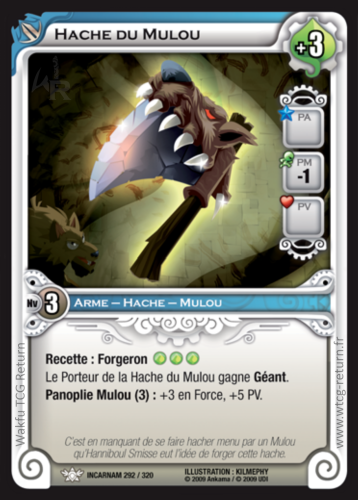 Hache du Mulou
+3
PA
PM
-1
PV
Nv 3 Arme – Hache – Mulou
Recette : Forgeron
Le Porteur de la Hache du Mulou gagne Géant.
Panoplie Mulou (3) : +3 en Force, +5 PV.
C'est en manquant de se faire hacher menu par un Mulou
qu'Hanniboul Smisse eut l'idée de forger cette hache.
INCARNAM 292 / 320
ILLUSTRATION : KILMEPHY
© 2009 Ankama / © 2009 UDI
Wakfu TCG Return
www.wtcg-return.fr